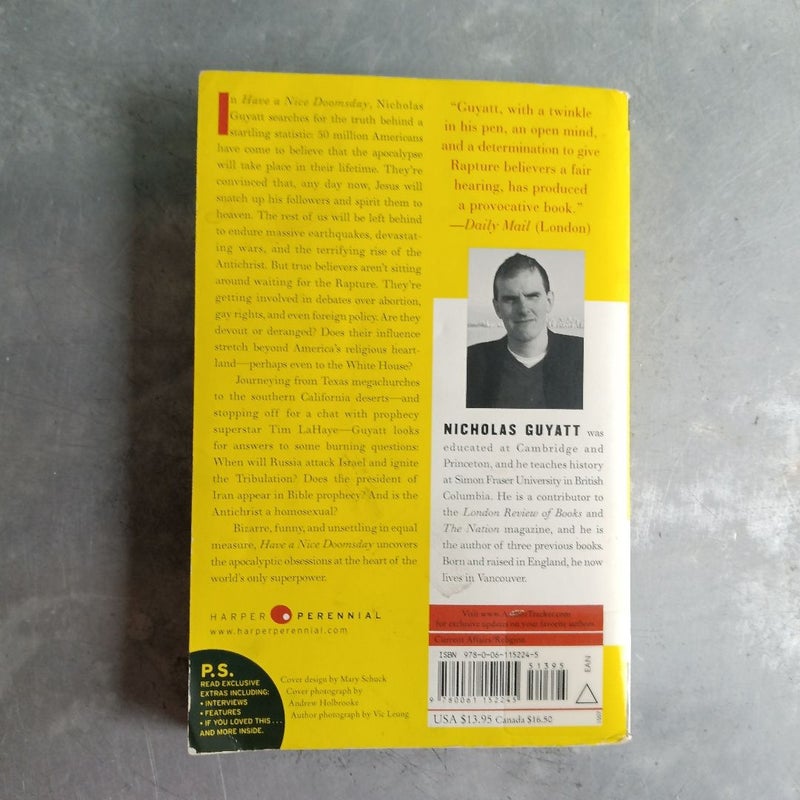 In Have a Nice Doomsday, Nicholas
Guyatt searches for the truth behind a
startling statistic: 50 million Americans
have come to believe that the apocalypse
will take place in their lifetime. They're
convinced that, any day now, Jesus will
snatch up his followers and spirit them to
heaven. The rest of us will be left behind
to endure massive earthquakes, devastat-
ing wars, and the terrifying rise of the
Antichrist. But true believers aren't sitting
around waiting for the Rapture. They're
getting involved in debates over abortion,
gay rights, and even foreign policy. Are they
devout or deranged? Does their influence
stretch beyond America's religious heart-
land—perhaps even to the White House?
Journeying from Texas megachurches
to the southern California deserts—and
stopping off for a chat with prophecy
superstar Tim LaHaye—Guyatt looks
for answers to some burning questions:
When will Russia attack Israel and ignite
the Tribulation? Does the president of
Iran appear in Bible prophecy? And is the
Antichrist a homosexual?
Bizarre, funny, and unsettling in equal
measure, Have a Nice Doomsday uncovers
the apocalyptic obsessions at the heart of the
world's only superpower.
HARPER PERENNIAL
www.harperperennial.com
P.S.
READ EXCLUSIVE
EXTRAS INCLUDING:
• INTERVIEWS
• FEATURES
• IF YOU LOVED THIS . . .
AND MORE INSIDE.
Cover design by Mary Schuck
Cover photograph by
Andrew Holbrooke
Author photograph by Vic Leung
"Guyatt, with a twinkle
in his pen, an open mind,
and a determination to give
Rapture believers a fair
hearing, has produced
a provocative book."
—Daily Mail (London)
NICHOLAS GUYATT was
educated at Cambridge and
Princeton, and he teaches history
at Simon Fraser University in British
Columbia. He is a contributor to
the London Review of Books and
The Nation magazine, and he is
the author of three previous books.
Born and raised in England, he now
lives in Vancouver.
Visit www.AuthorTracker.com
for exclusive updates on your favorite authors.
Current Affairs/Religion
ISBN 978-0-06-115224-5
51395
EAN
9 780061 152245
USA $13.95 Canada $16.50